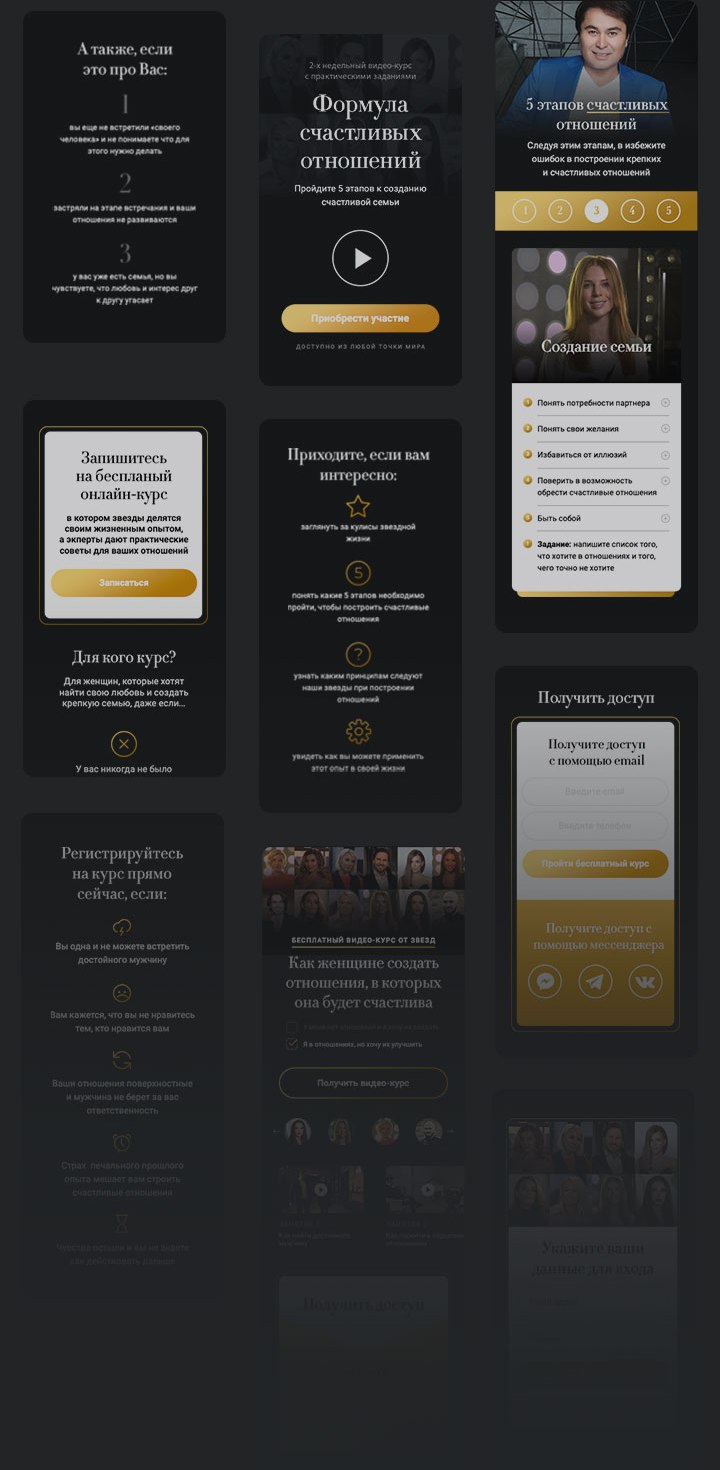 А также, если
это про Вас:
1
вы еще не встретили «своего
человека» и не понимаете что для
этого нужно делать
2
застряли на этапе встречания и ваши
отношения не развиваются
3
у вас уже есть семья, но вы
чувствуете, что любовь и интерес друг
к другу угасает
Запишитесь
на бесплатый
онлайн-курс
в котором звезды делятся
своим жизненным опытом,
а экперты дают практические
советы для ваших отношений
Записаться
Для кого курс?
Для женщин, которые хотят
найти свою любовь и создать
крепкую семью, даже если...
У вас никогда не было
Регистрируйтесь
на курс прямо
сейчас, если:
Вы одна и не можете встретить
достойного мужчину
Вам кажется, что вы не нравитесь
тем, кто нравится вам
Ваши отношения поверхностные
и мужчина не берет за вас
ответственность
Страх печального прошлого
опыта мешает вам строить
счастливые отношения
2-х недельный видео-курс
с практическими заданиями
Формула
счастливых
отношений
Пройдите 5 этапов к созданию
счастливой семьи
Приобрести участие
ДОСТУПНО ИЗ ЛЮБОЙ ТОЧКИ МИРА
Приходите, если вам
интересно:
заглянуть за кулисы звездной
жизни
5
понять какие 5 этапов необходимо
пройти, чтобы построить счастливые
отношения
?
узнать каким принципам следуют
наши звезды при построении
отношений
увидеть как вы можете применить
этот опыт в своей жизни
БЕСПЛАТНЫЙ ВИДЕО-КУРС ОТ ЗВЕЗД
Как женщине создать
отношения, в которых
она будет счастлива
Я в отношениях, но хочу их улучшить
Получить видео-курс
Получить доступ
5 этапов счастливых
отношений
Следуя этим этапам, в избежите
ошибок в построении крепких
и счастливых отношений
1 2 3 4 5
Создание семьи
1 Понять потребности партнера
2 Понять свои желания
3 Избавиться от иллюзий
4 Поверить в возможность
обрести счастливые отношения
5 Быть собой
Задание: напишите список того,
что хотите в отношениях и того,
чего точно не хотите
Получить доступ
Получите доступ
с помощью email
Введите email
Введите телефон
Пройти бесплатный курс
Получите доступ с
помощью мессенджера
Укажите ваши
данные для входа